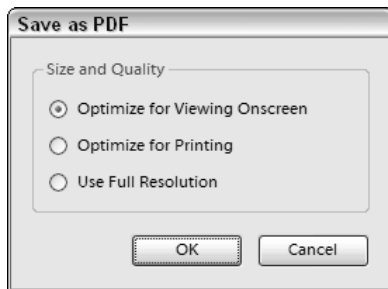 Save as PDF
Size and Quality
Optimize for Viewing Onscreen
Optimize for Printing
Use Full Resolution
OK Cancel